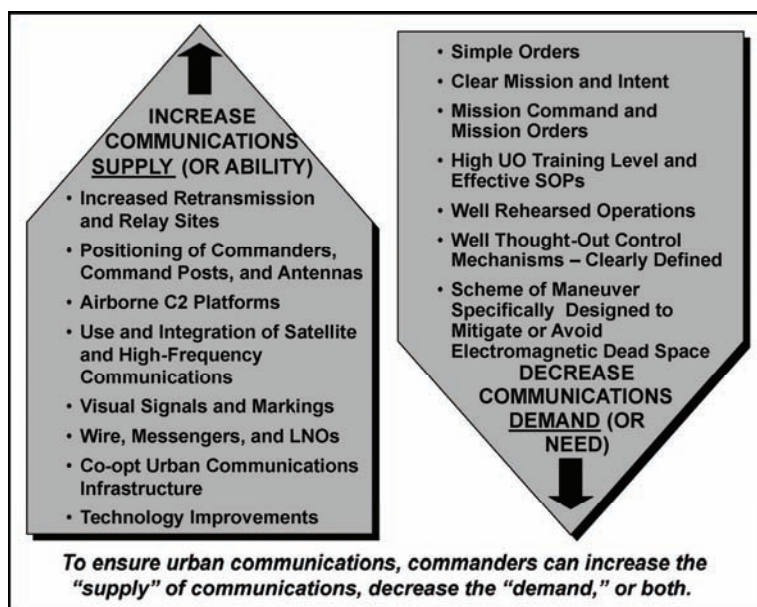 INCREASE
COMMUNICATIONS
SUPPLY (OR ABILITY)
• Increased Retransmission
and Relay Sites
• Positioning of Commanders,
Command Posts, and Antennas
• Airborne C2 Platforms
• Use and Integration of Satellite
and High-Frequency
Communications
• Visual Signals and Markings
• Wire, Messengers, and LNOs
• Co-opt Urban Communications
Infrastructure
• Technology Improvements
• Simple Orders
• Clear Mission and Intent
• Mission Command and
Mission Orders
• High UO Training Level and
Effective SOPs
• Well Rehearsed Operations
• Well Thought-Out Control
Mechanisms – Clearly Defined
• Scheme of Maneuver
Specifically Designed to
Mitigate or Avoid
Electromagnetic Dead Space
DECREASE
COMMUNICATIONS
DEMAND (OR
NEED)
To ensure urban communications, commanders can increase the
“supply” of communications, decrease the “demand,” or both.